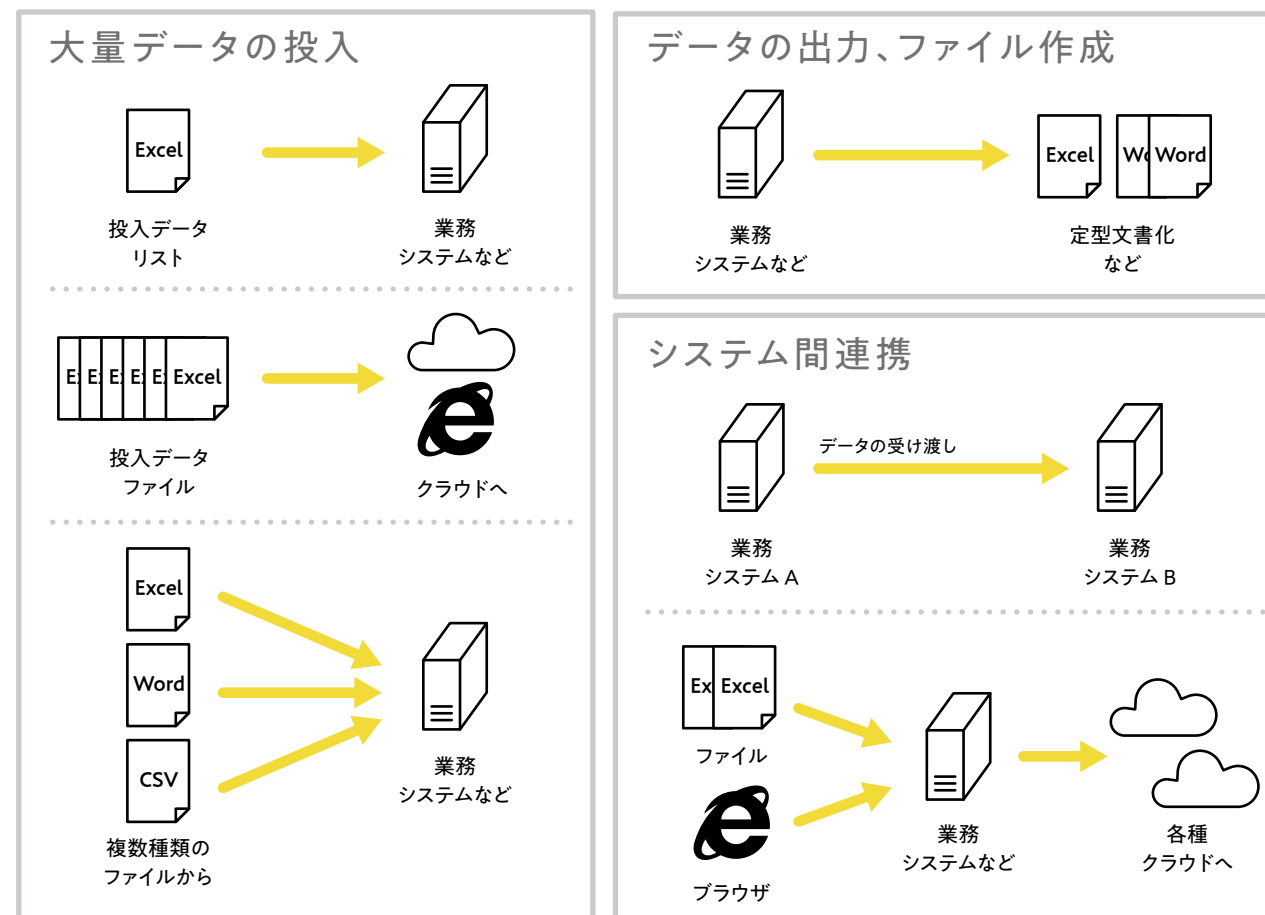 大量データの投入
Excel
投入データ
リスト
業務
システムなど
E
E
E
E
E
Excel
投入データ
ファイル
クラウドへ
Excel
Word
CSV
複数種類の
ファイルから
業務
システムなど
データの出力、ファイル作成
業務
システムなど
Excel
Wo
Word
定型文書化
など
システム間連携
データの受け渡し
業務
システム A
業務
システム B
Ex
Excel
ファイル
ブラウザ
業務
システムなど
各種
クラウドへ